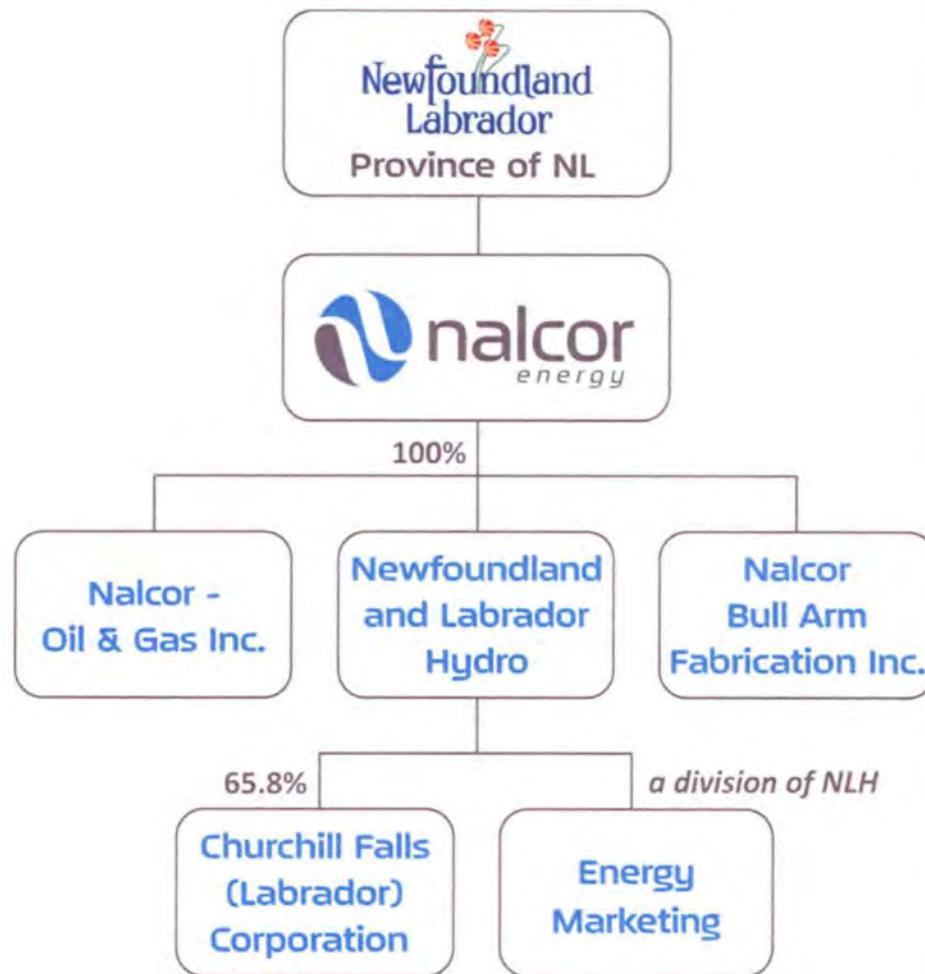 Newfoundland
Labrador
Province of NL
nalcor
energy
100%
Nalcor -
Oil & Gas Inc.
Newfoundland
and Labrador
Hydro
Nalcor
Bull Arm
Fabrication Inc.
65.8%
a division of NLH
Churchill Falls
(Labrador)
Corporation
Energy
Marketing